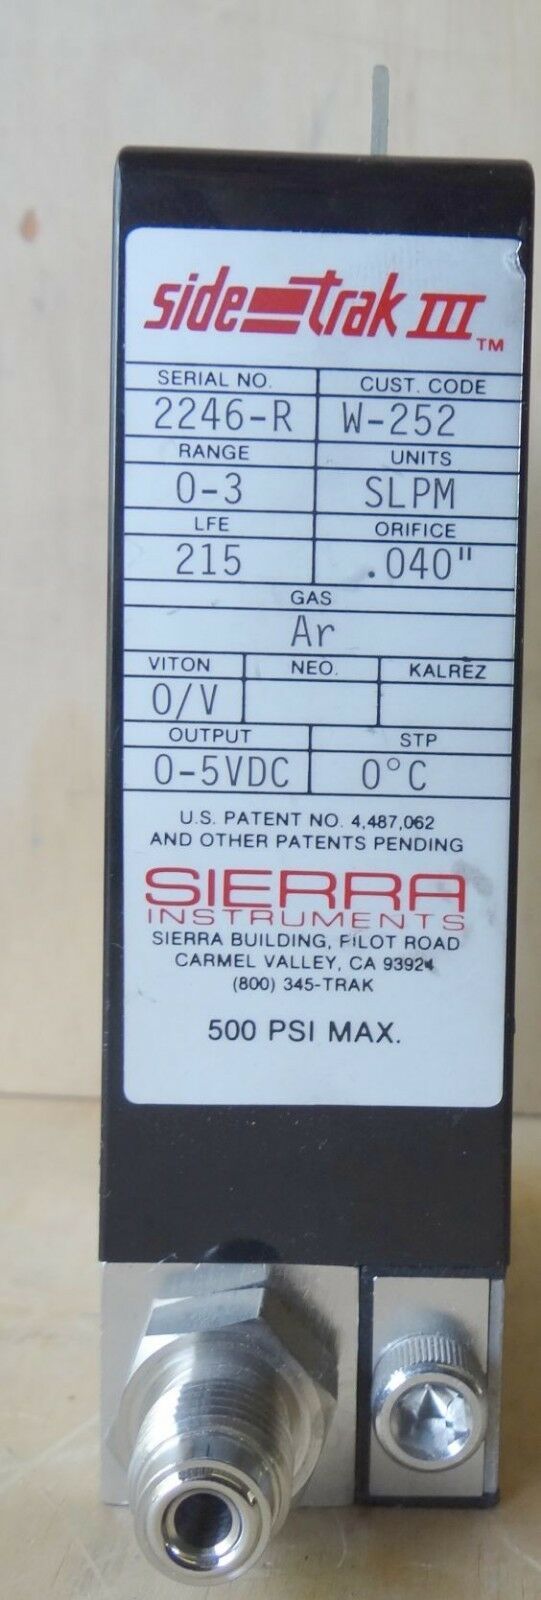 side-trak III TM
SERIAL NO. CUST. CODE
2246-R W-252
RANGE UNITS
0-3 SLPM
LFE ORIFICE
215 .040"
GAS
Ar
VITON NEO. KALREZ
O/V
OUTPUT STP
0-5VDC 0°C
U.S. PATENT NO. 4,487,062
AND OTHER PATENTS PENDING
SIERRA
INSTRUMENTS
SIERRA BUILDING, PILOT ROAD
CARMEL VALLEY, CA 93924
(800) 345-TRAK
500 PSI MAX.